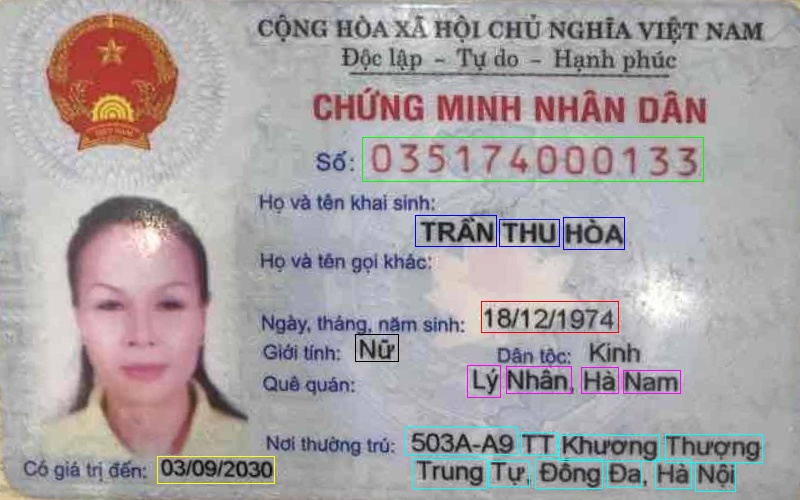 CỘNG HÒA XÃ HỘI CHỦ NGHĨA VIỆT NAM
Độc lập - Tự do - Hạnh phúc
CHỨNG MINH NHÂN DÂN
Số: 035174000133
Họ và tên khai sinh:
TRẦN THU HÒA
Họ và tên gọi khác:
Ngày, tháng, năm sinh: 18/12/1974
Giới tính: Nữ Dân tộc: Kinh
Quê quán: Lý Nhân, Hà Nam
Nơi thường trú: 503A-A9 TT Khương Thượng
Trung Tự, Đống Đa, Hà Nội
Có giá trị đến: 03/09/2030